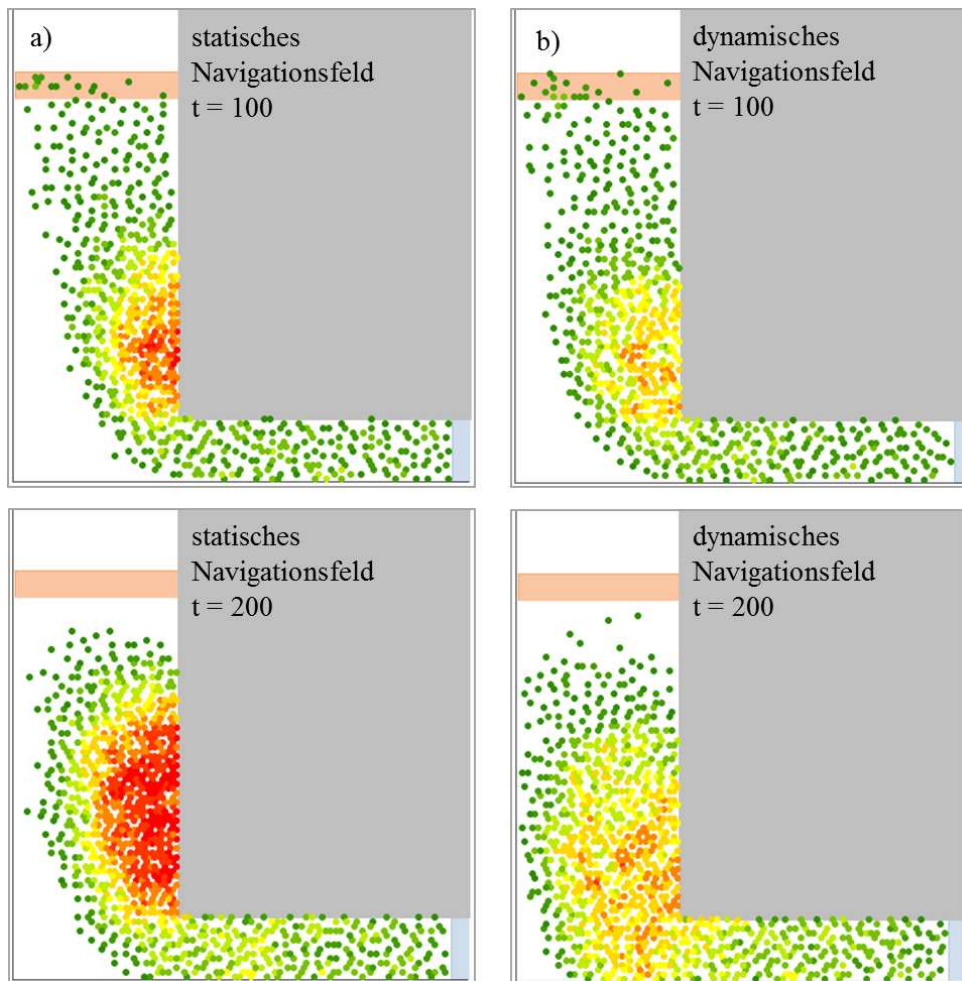 a)
statisches
Navigationsfeld
t = 100
b)
dynamisches
Navigationsfeld
t = 100
statisches
Navigationsfeld
t = 200
dynamisches
Navigationsfeld
t = 200